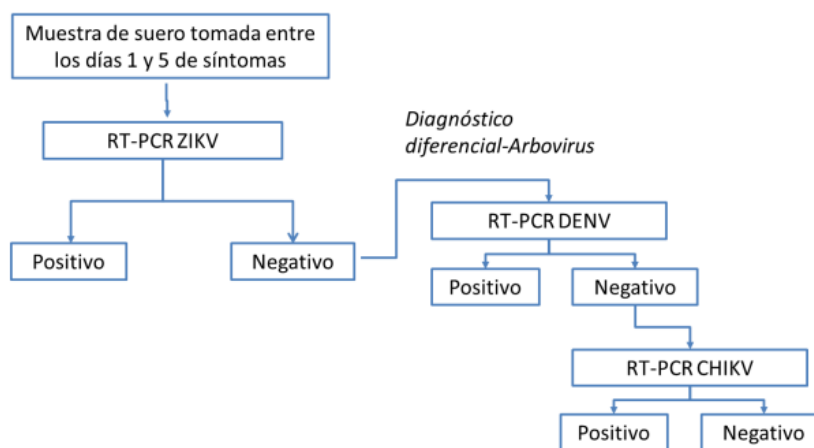 Muestra de suero tomada entre
los días 1 y 5 de síntomas
RT-PCR ZIKV
Diagnóstico
diferencial-Arbovirus
Positivo
Negativo
RT-PCR DENV
Positivo
Negativo
RT-PCR CHIKV
Positivo
Negativo